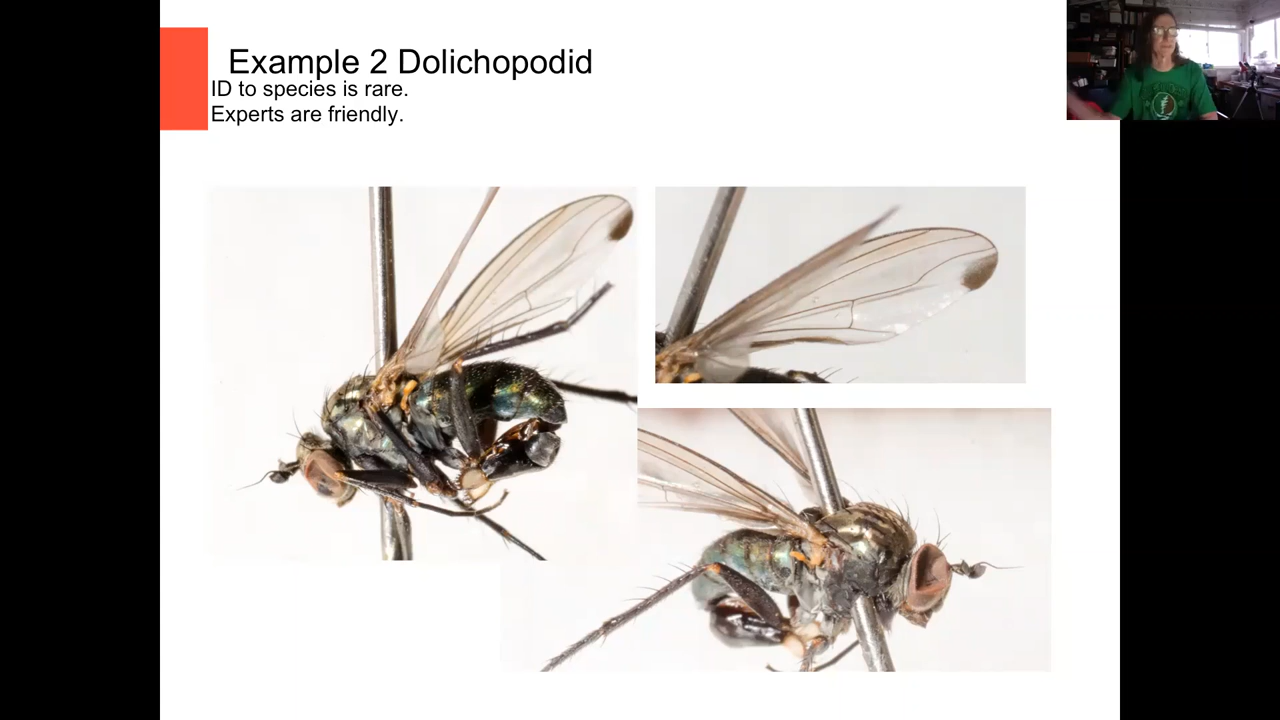 Example 2 Dolichopodid
ID to species is rare.
Experts are friendly.